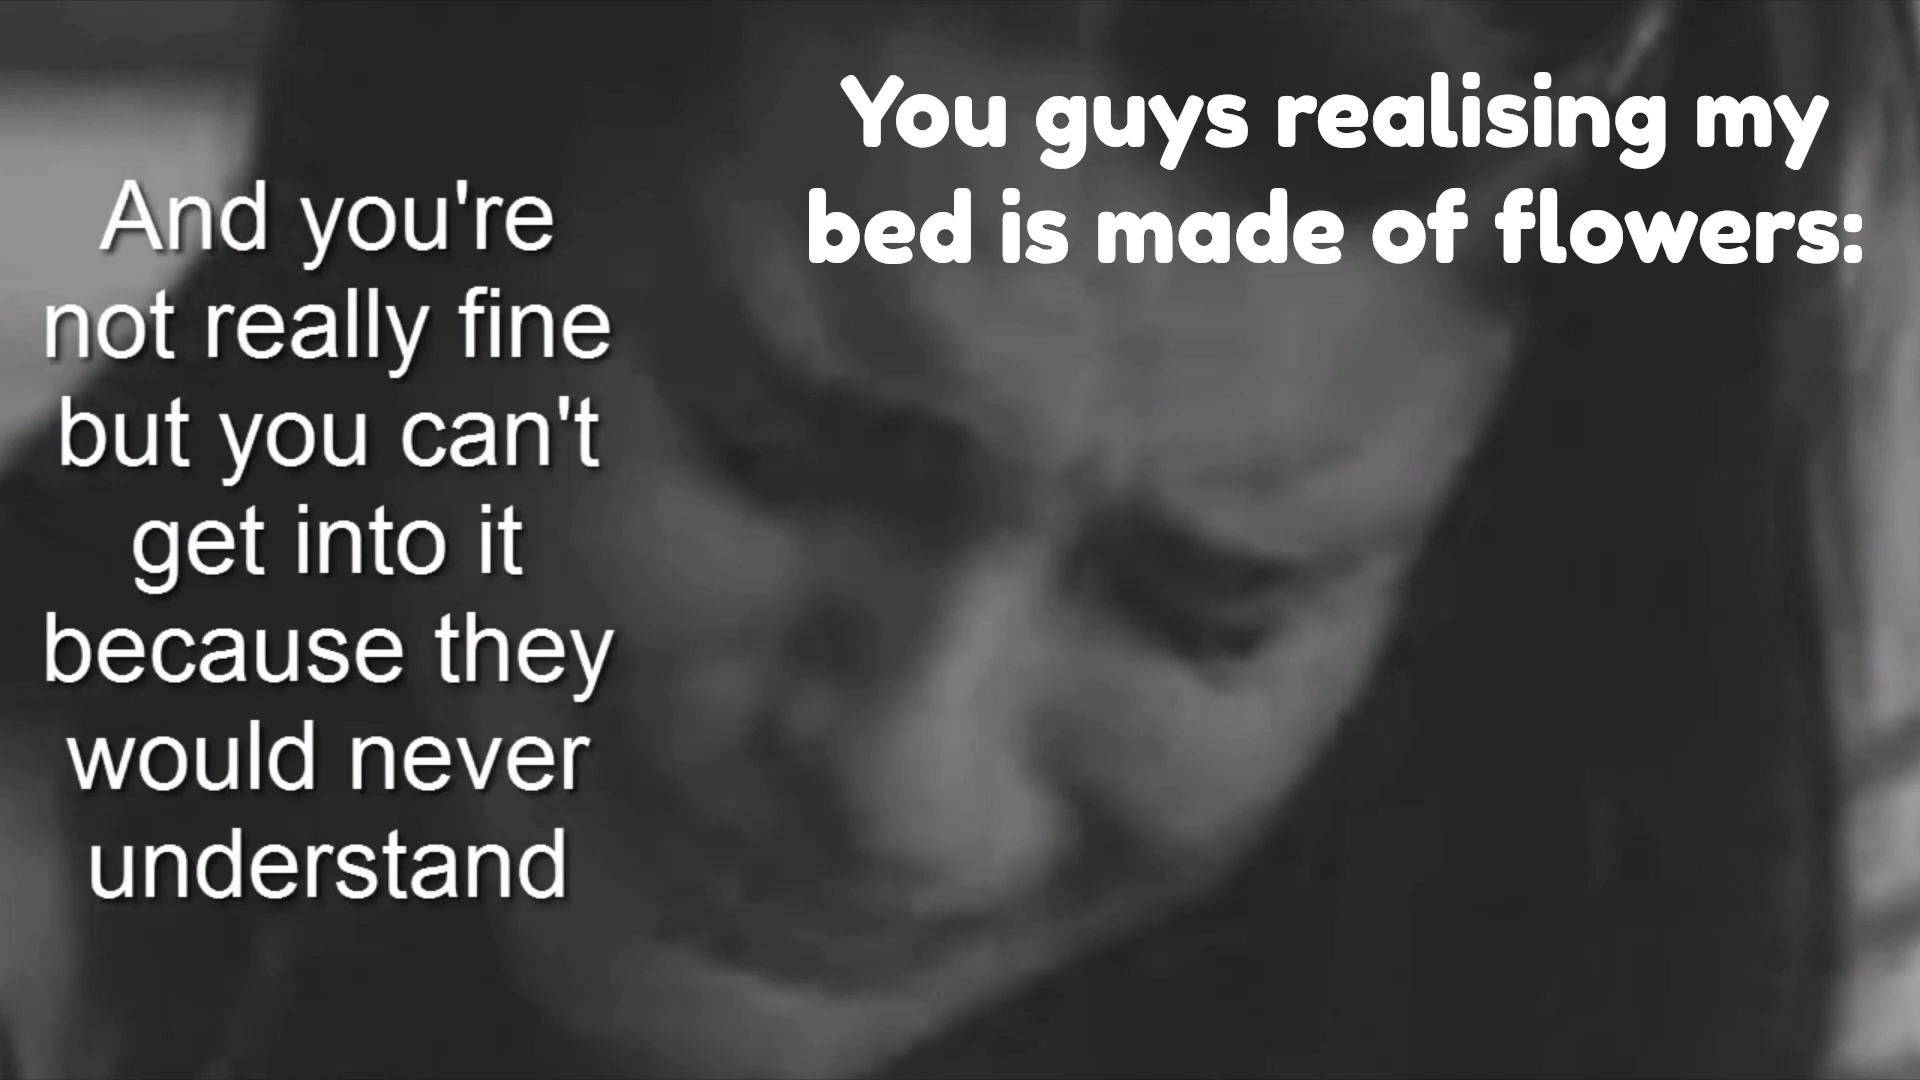 You guys realising my
bed is made of flowers:
And you're
not really fine
but you can't
get into it
because they
would never
understand